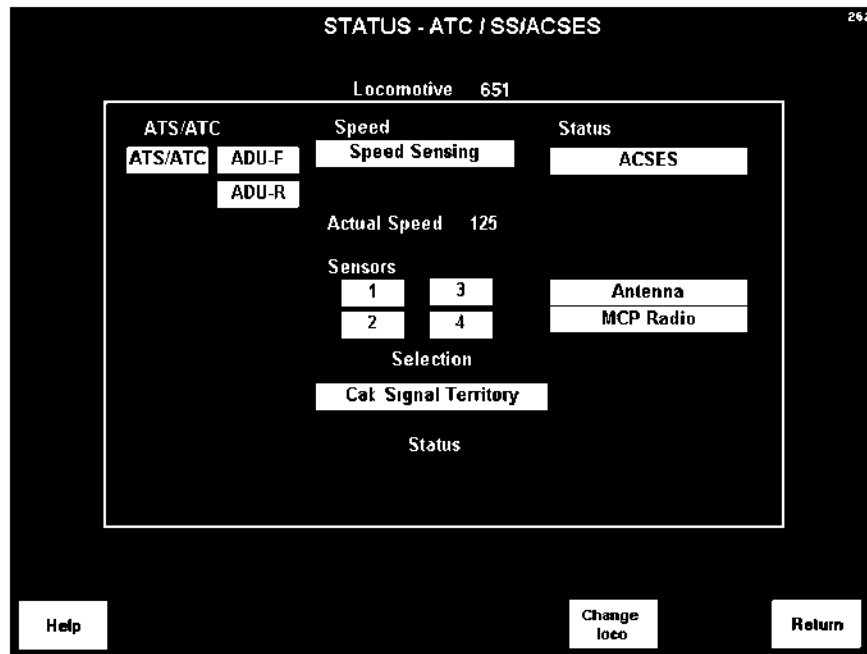 STATUS - ATC / SS/ACSES
262
Locomotive 651
ATS/ATC Speed Status
ATS/ATC ADU-F Speed Sensing ACSES
ADU-R
Actual Speed 125
Sensors
1 3 Antenna
2 4 MCP Radio
Selection
Cab Signal Territory
Status
Help Change loco Return